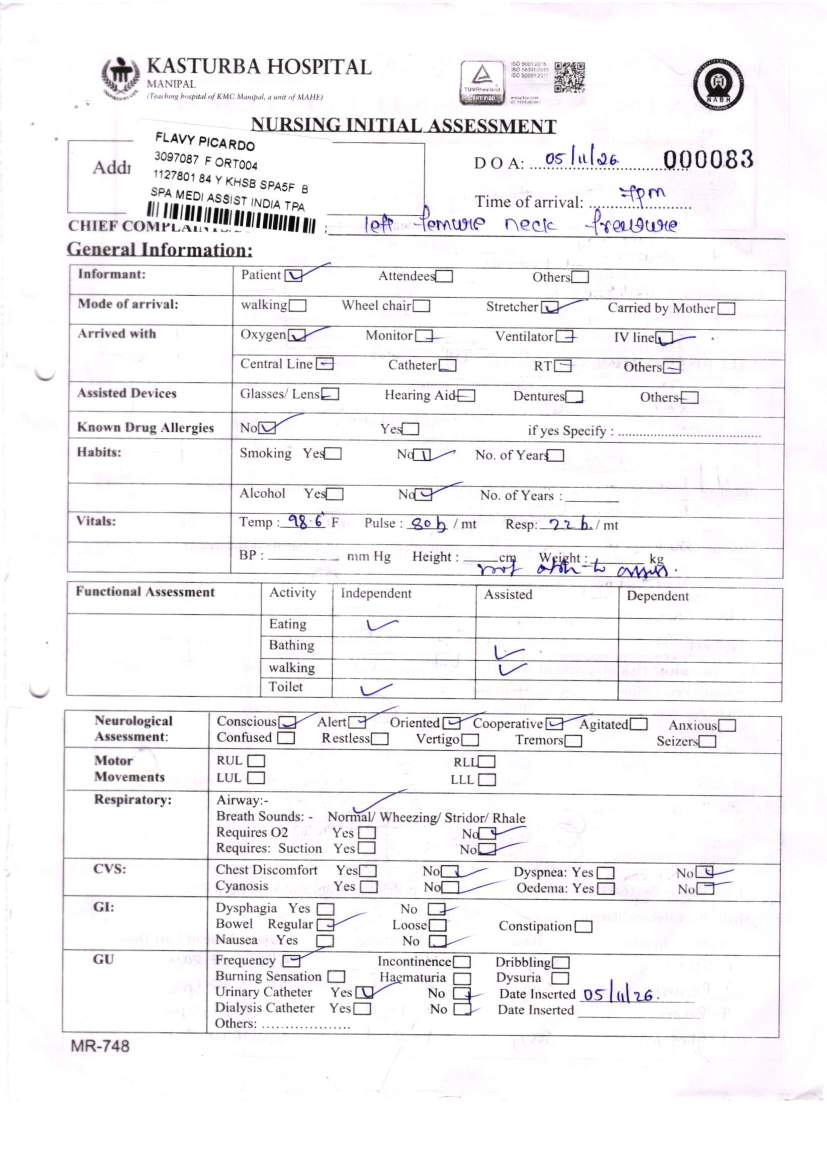 KASTURBA HOSPITAL
MANIPAL
(Teaching hospital of KMC Manipal, a unit of MAHE)
TÜVRheinland
CERTIFIED
NABH
NURSING INITIAL ASSESSMENT
FLAVY PICARDO
3097087 F ORT004
1127801 84 Y KHSB SPA5F B
SPA MEDI ASSIST INDIA TPA
Addr
D O A: 05/11/26 000083
Time of arrival: 7pm
CHIEF COMPLAINTS : left femure neck freuture
General Information:
Informant: Patient ✓ Attendees Others
Mode of arrival: walking Wheel chair Stretcher ✓ Carried by Mother
Arrived with Oxygen ✓ Monitor Ventilator IV line ✓
Central Line Catheter RT Others
Assisted Devices Glasses/ Lens Hearing Aid Dentures Others
Known Drug Allergies No ✓ Yes if yes Specify :
Habits: Smoking Yes No ✓ No. of Years
Alcohol Yes No ✓ No. of Years :
Vitals: Temp : 98.6 F Pulse : 80 b / mt Resp: 22 b. / mt
BP : mm Hg Height : cm Weight : kg
not able to assess.
Functional Assessment Activity Independent Assisted Dependent
Eating ✓
Bathing ✓
walking ✓
Toilet ✓
Neurological Conscious ✓ Alert ✓ Oriented ✓ Cooperative ✓ Agitated Anxious
Assessment: Confused Restless Vertigo Tremors Seizers
Motor RUL RLL
Movements LUL LLL
Respiratory: Airway:- ✓
Breath Sounds: - Normal/ Wheezing/ Stridor/ Rhale
Requires O2 Yes No ✓
Requires: Suction Yes No ✓
CVS: Chest Discomfort Yes No ✓ Dyspnea: Yes No ✓
Cyanosis Yes No ✓ Oedema: Yes No ✓
GI: Dysphagia Yes No ✓
Bowel Regular ✓ Loose Constipation
Nausea Yes No ✓
GU Frequency ✓ Incontinence Dribbling
Burning Sensation Haematuria Dysuria
Urinary Catheter Yes ✓ No Date Inserted 05/11/26.
Dialysis Catheter Yes No ✓ Date Inserted
Others:
MR-748